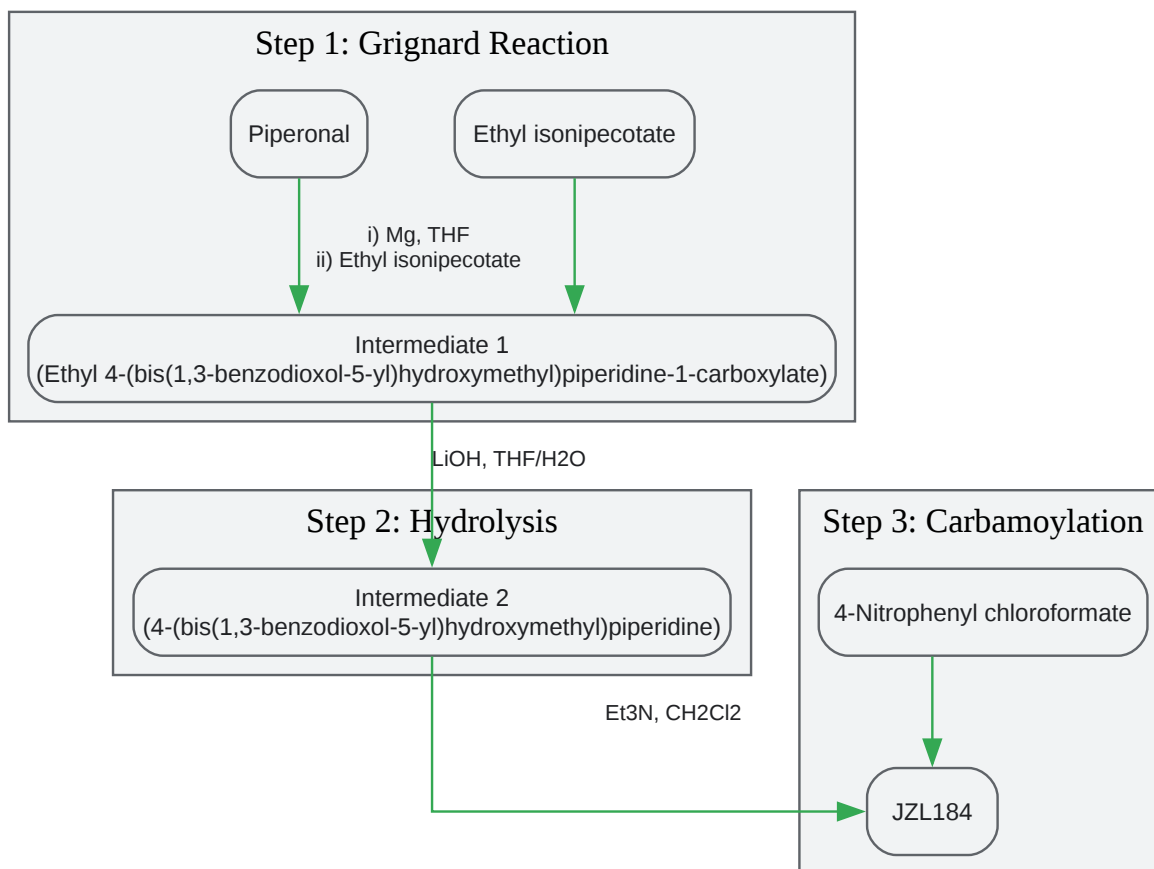 Step 1: Grignard Reaction
Piperonal
Ethyl isonipecotate
i) Mg, THF
ii) Ethyl isonipecotate
Intermediate 1
(Ethyl 4-(bis(1,3-benzodioxol-5-yl)hydroxymethyl)piperidine-1-carboxylate)
LiOH, THF/H2O
Step 2: Hydrolysis
Intermediate 2
(4-(bis(1,3-benzodioxol-5-yl)hydroxymethyl)piperidine)
Step 3: Carbamoylation
4-Nitrophenyl chloroformate
Et3N, CH2Cl2
JZL184